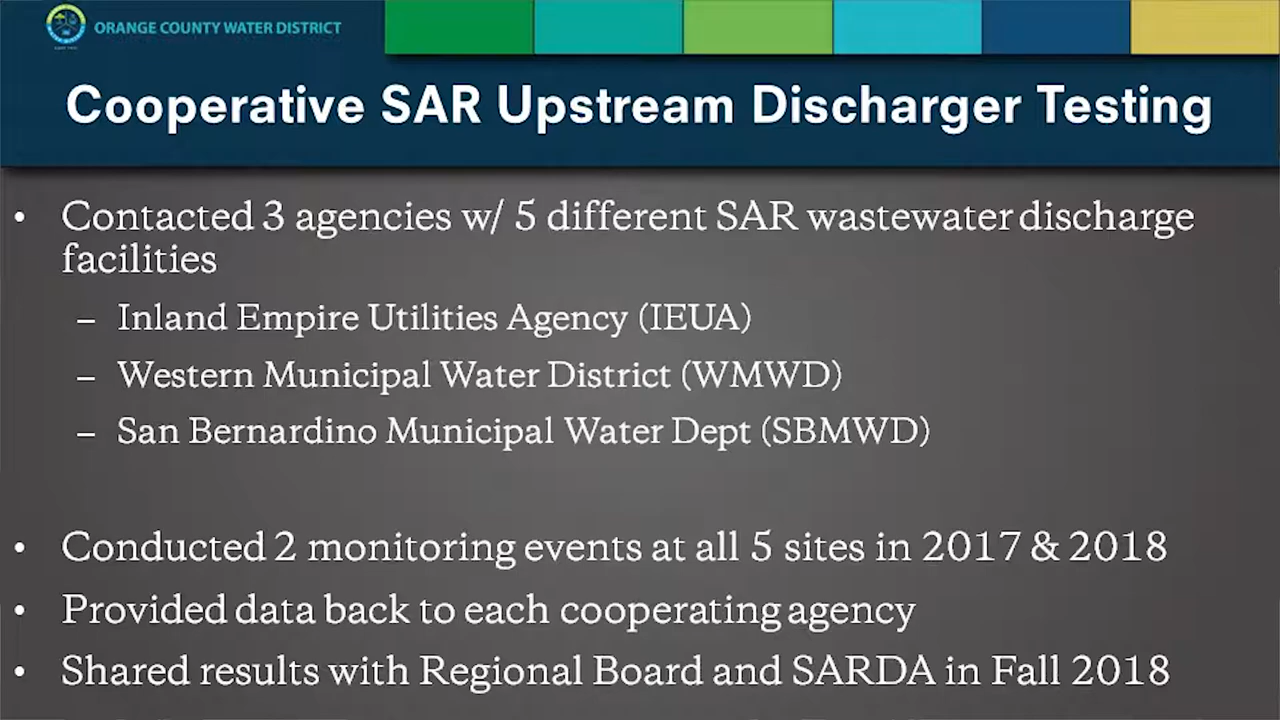 ORANGE COUNTY WATER DISTRICT
Cooperative SAR Upstream Discharger Testing
• Contacted 3 agencies w/ 5 different SAR wastewater discharge
facilities
– Inland Empire Utilities Agency (IEUA)
– Western Municipal Water District (WMWD)
– San Bernardino Municipal Water Dept (SBMWD)
• Conducted 2 monitoring events at all 5 sites in 2017 & 2018
• Provided data back to each cooperating agency
• Shared results with Regional Board and SARDA in Fall 2018